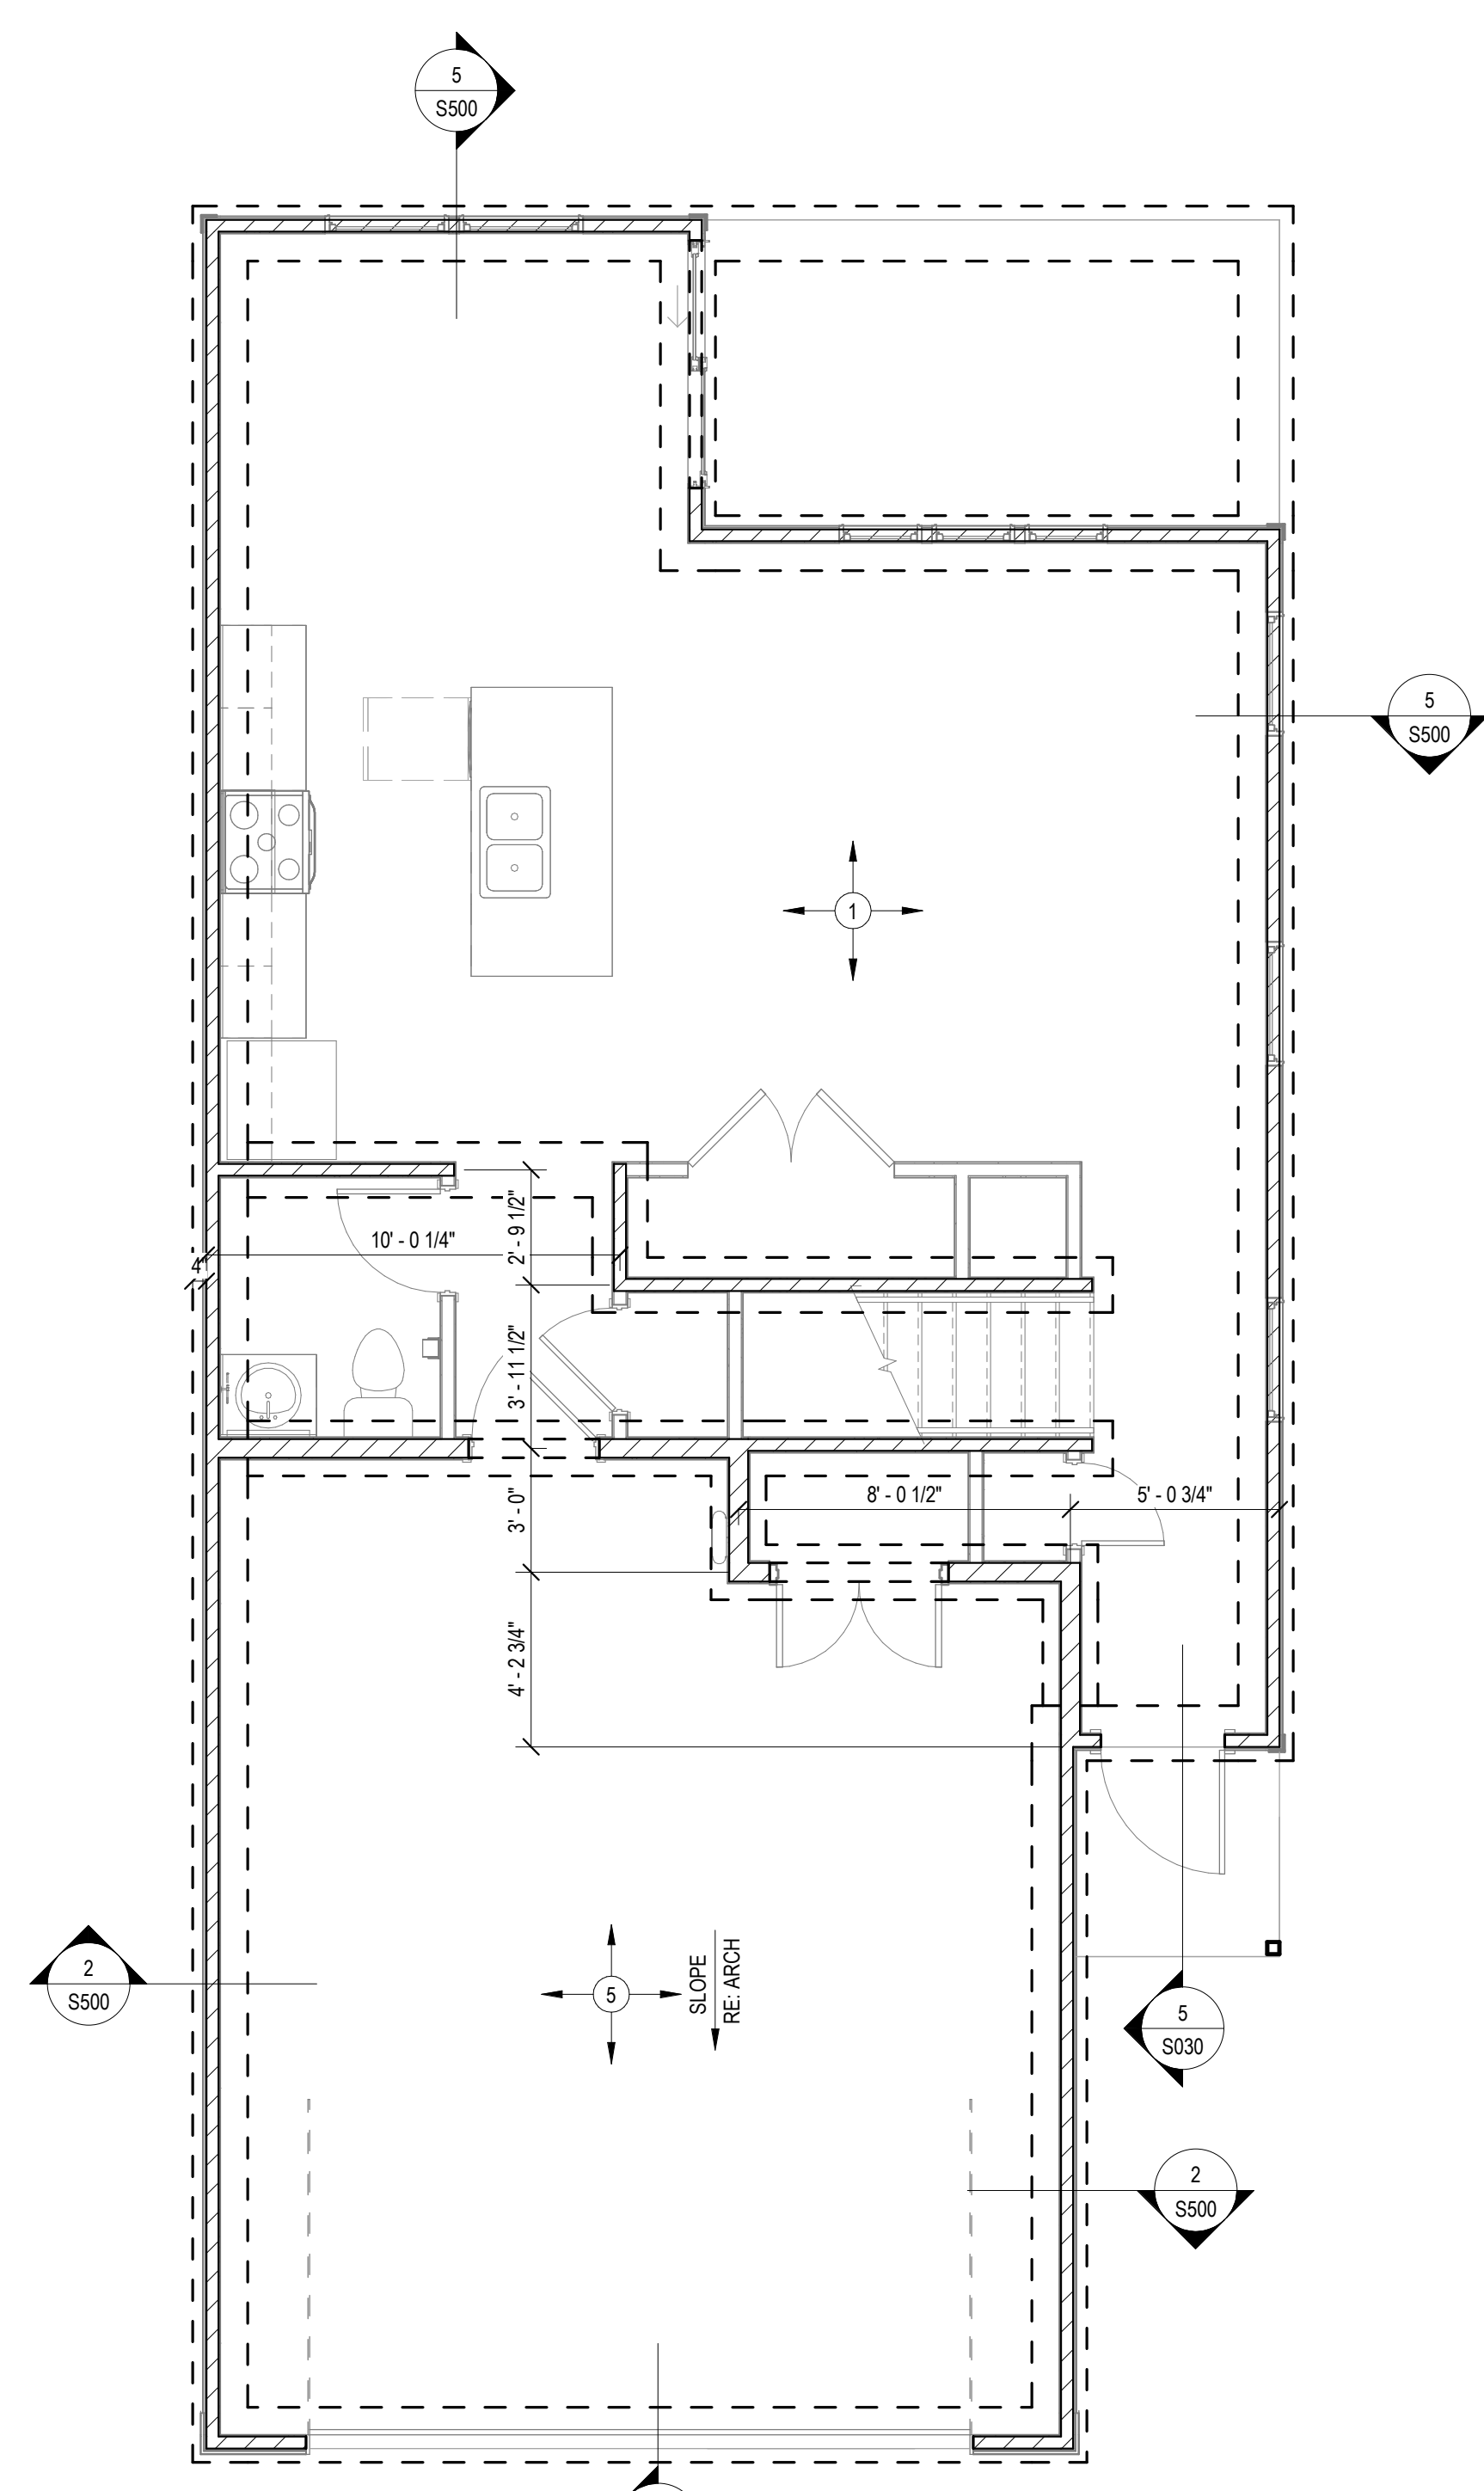 5
S500
5
S500
1
2' - 9 1/2"
10' - 0 1/4"
4"
3' - 11 1/2"
8' - 0 1/2"
5' - 0 3/4"
3' - 0"
4' - 2 3/4"
2
S500
5
SLOPE
RE: ARCH
5
S030
2
S500